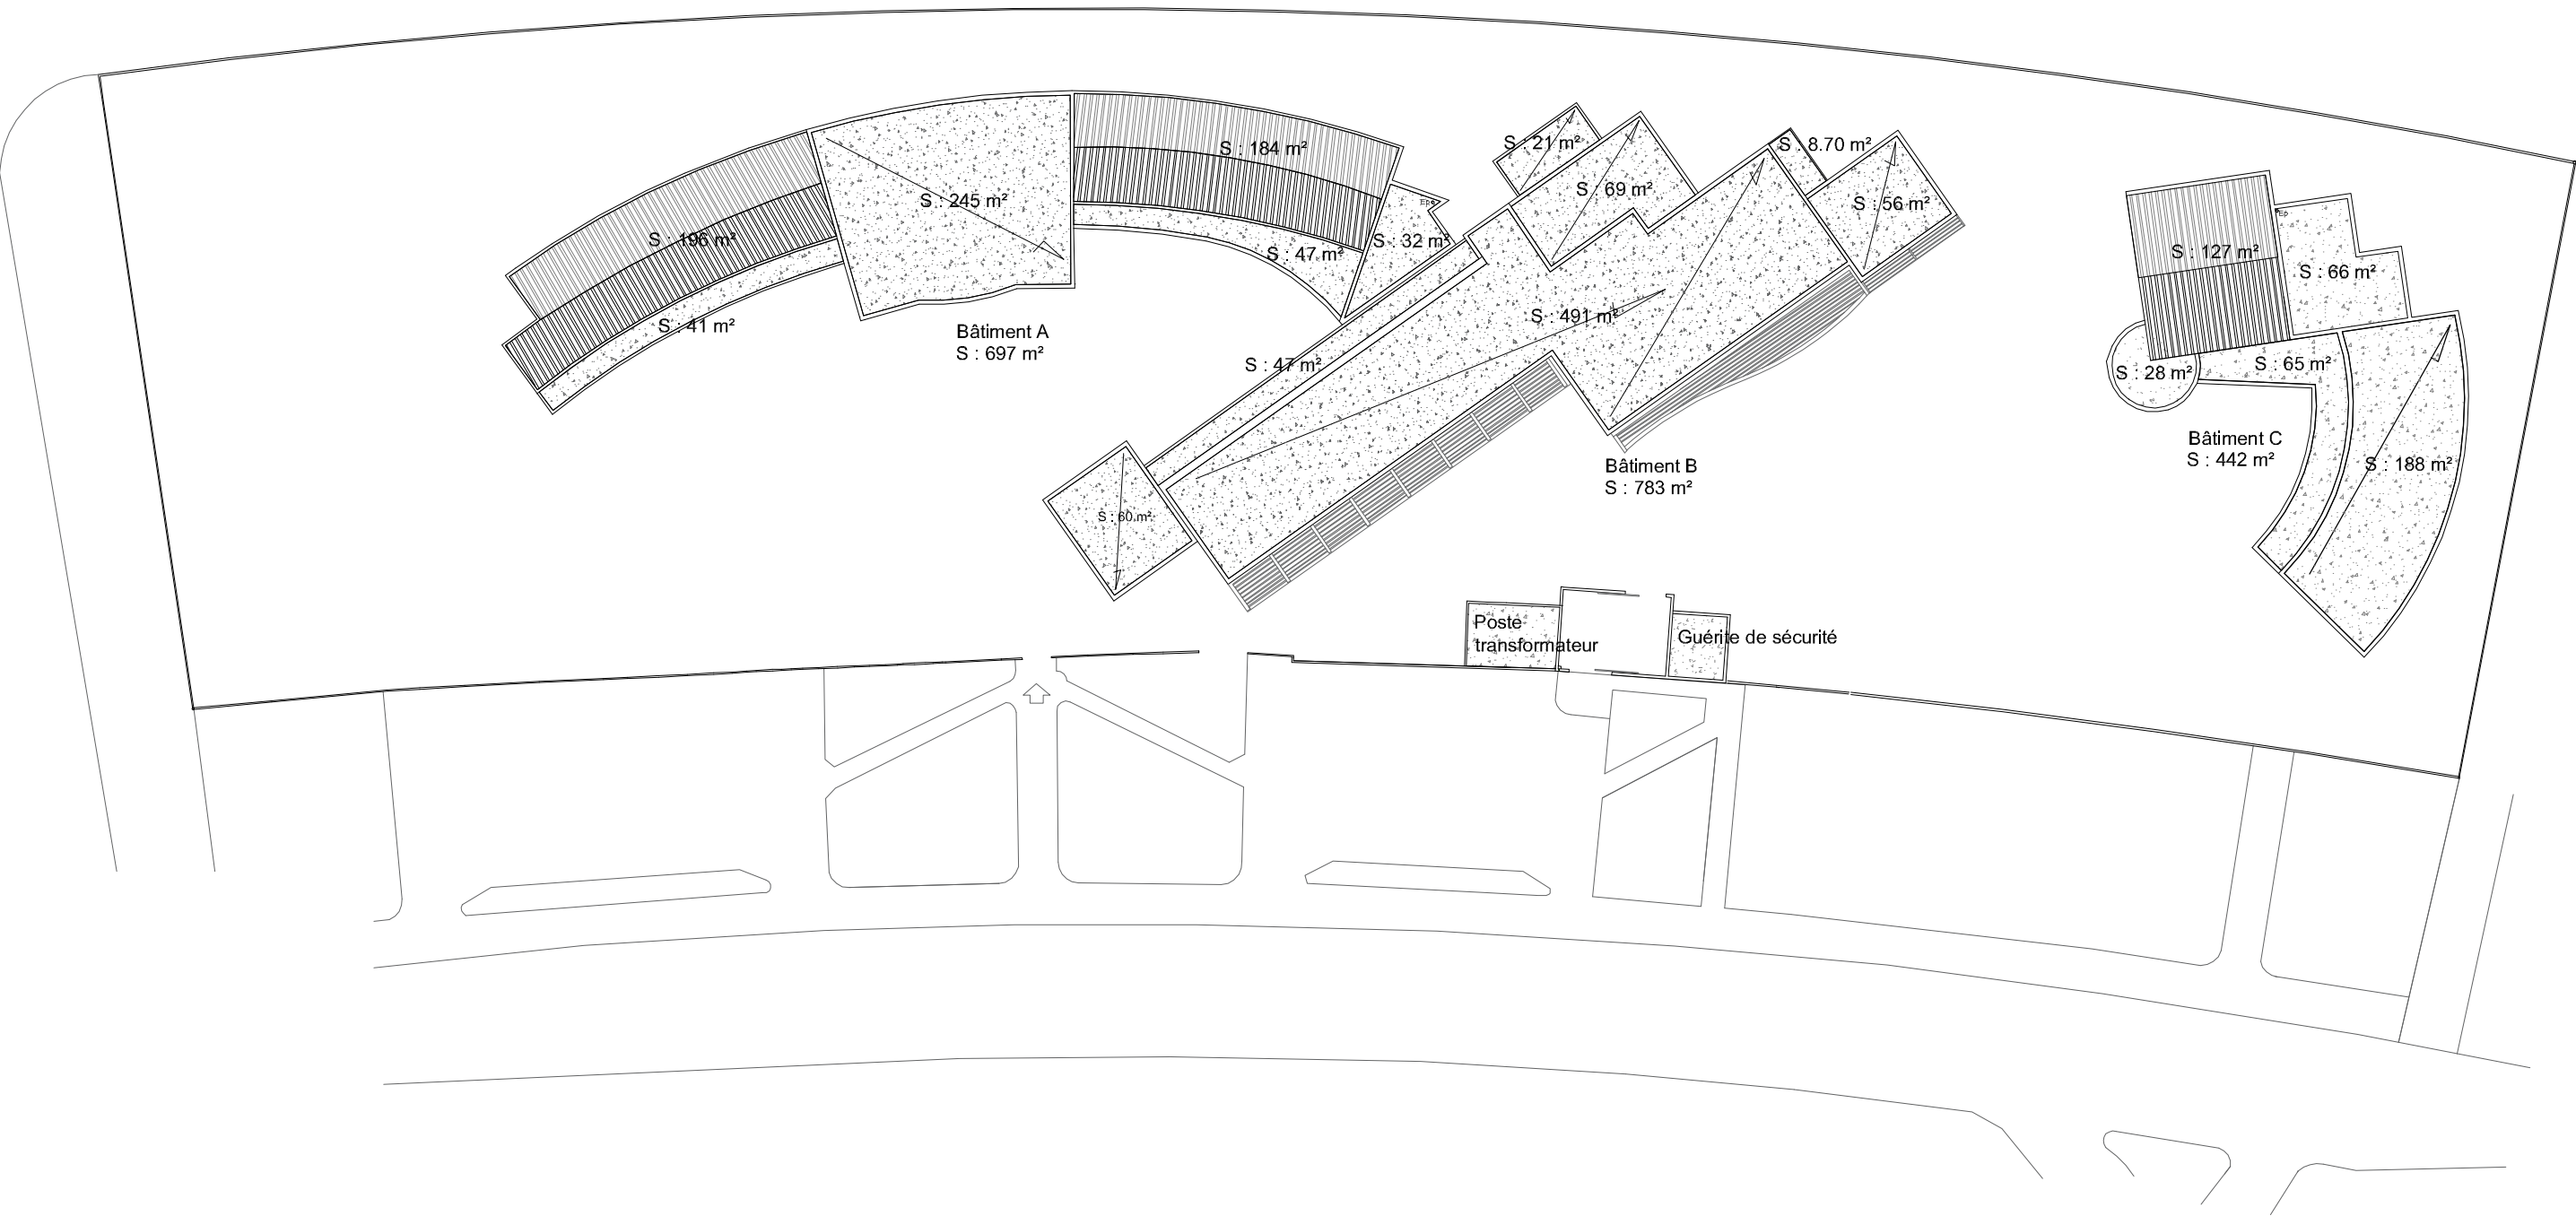 S : 184 m²
S : 21 m²
S : 8.70 m²
S : 245 m²
S : 69 m²
S : 56 m²
Ep
Ep
S : 196 m²
S : 32 m²
S : 47 m²
S : 127 m²
S : 66 m²
S : 41 m²
S : 491 m²
Bâtiment A
S : 697 m²
S : 47 m²
S : 65 m²
S : 28 m²
Bâtiment C
S : 442 m²
Bâtiment B
S : 783 m²
S : 188 m²
S : 60 m²
Poste
transformateur
Guérite de sécurité